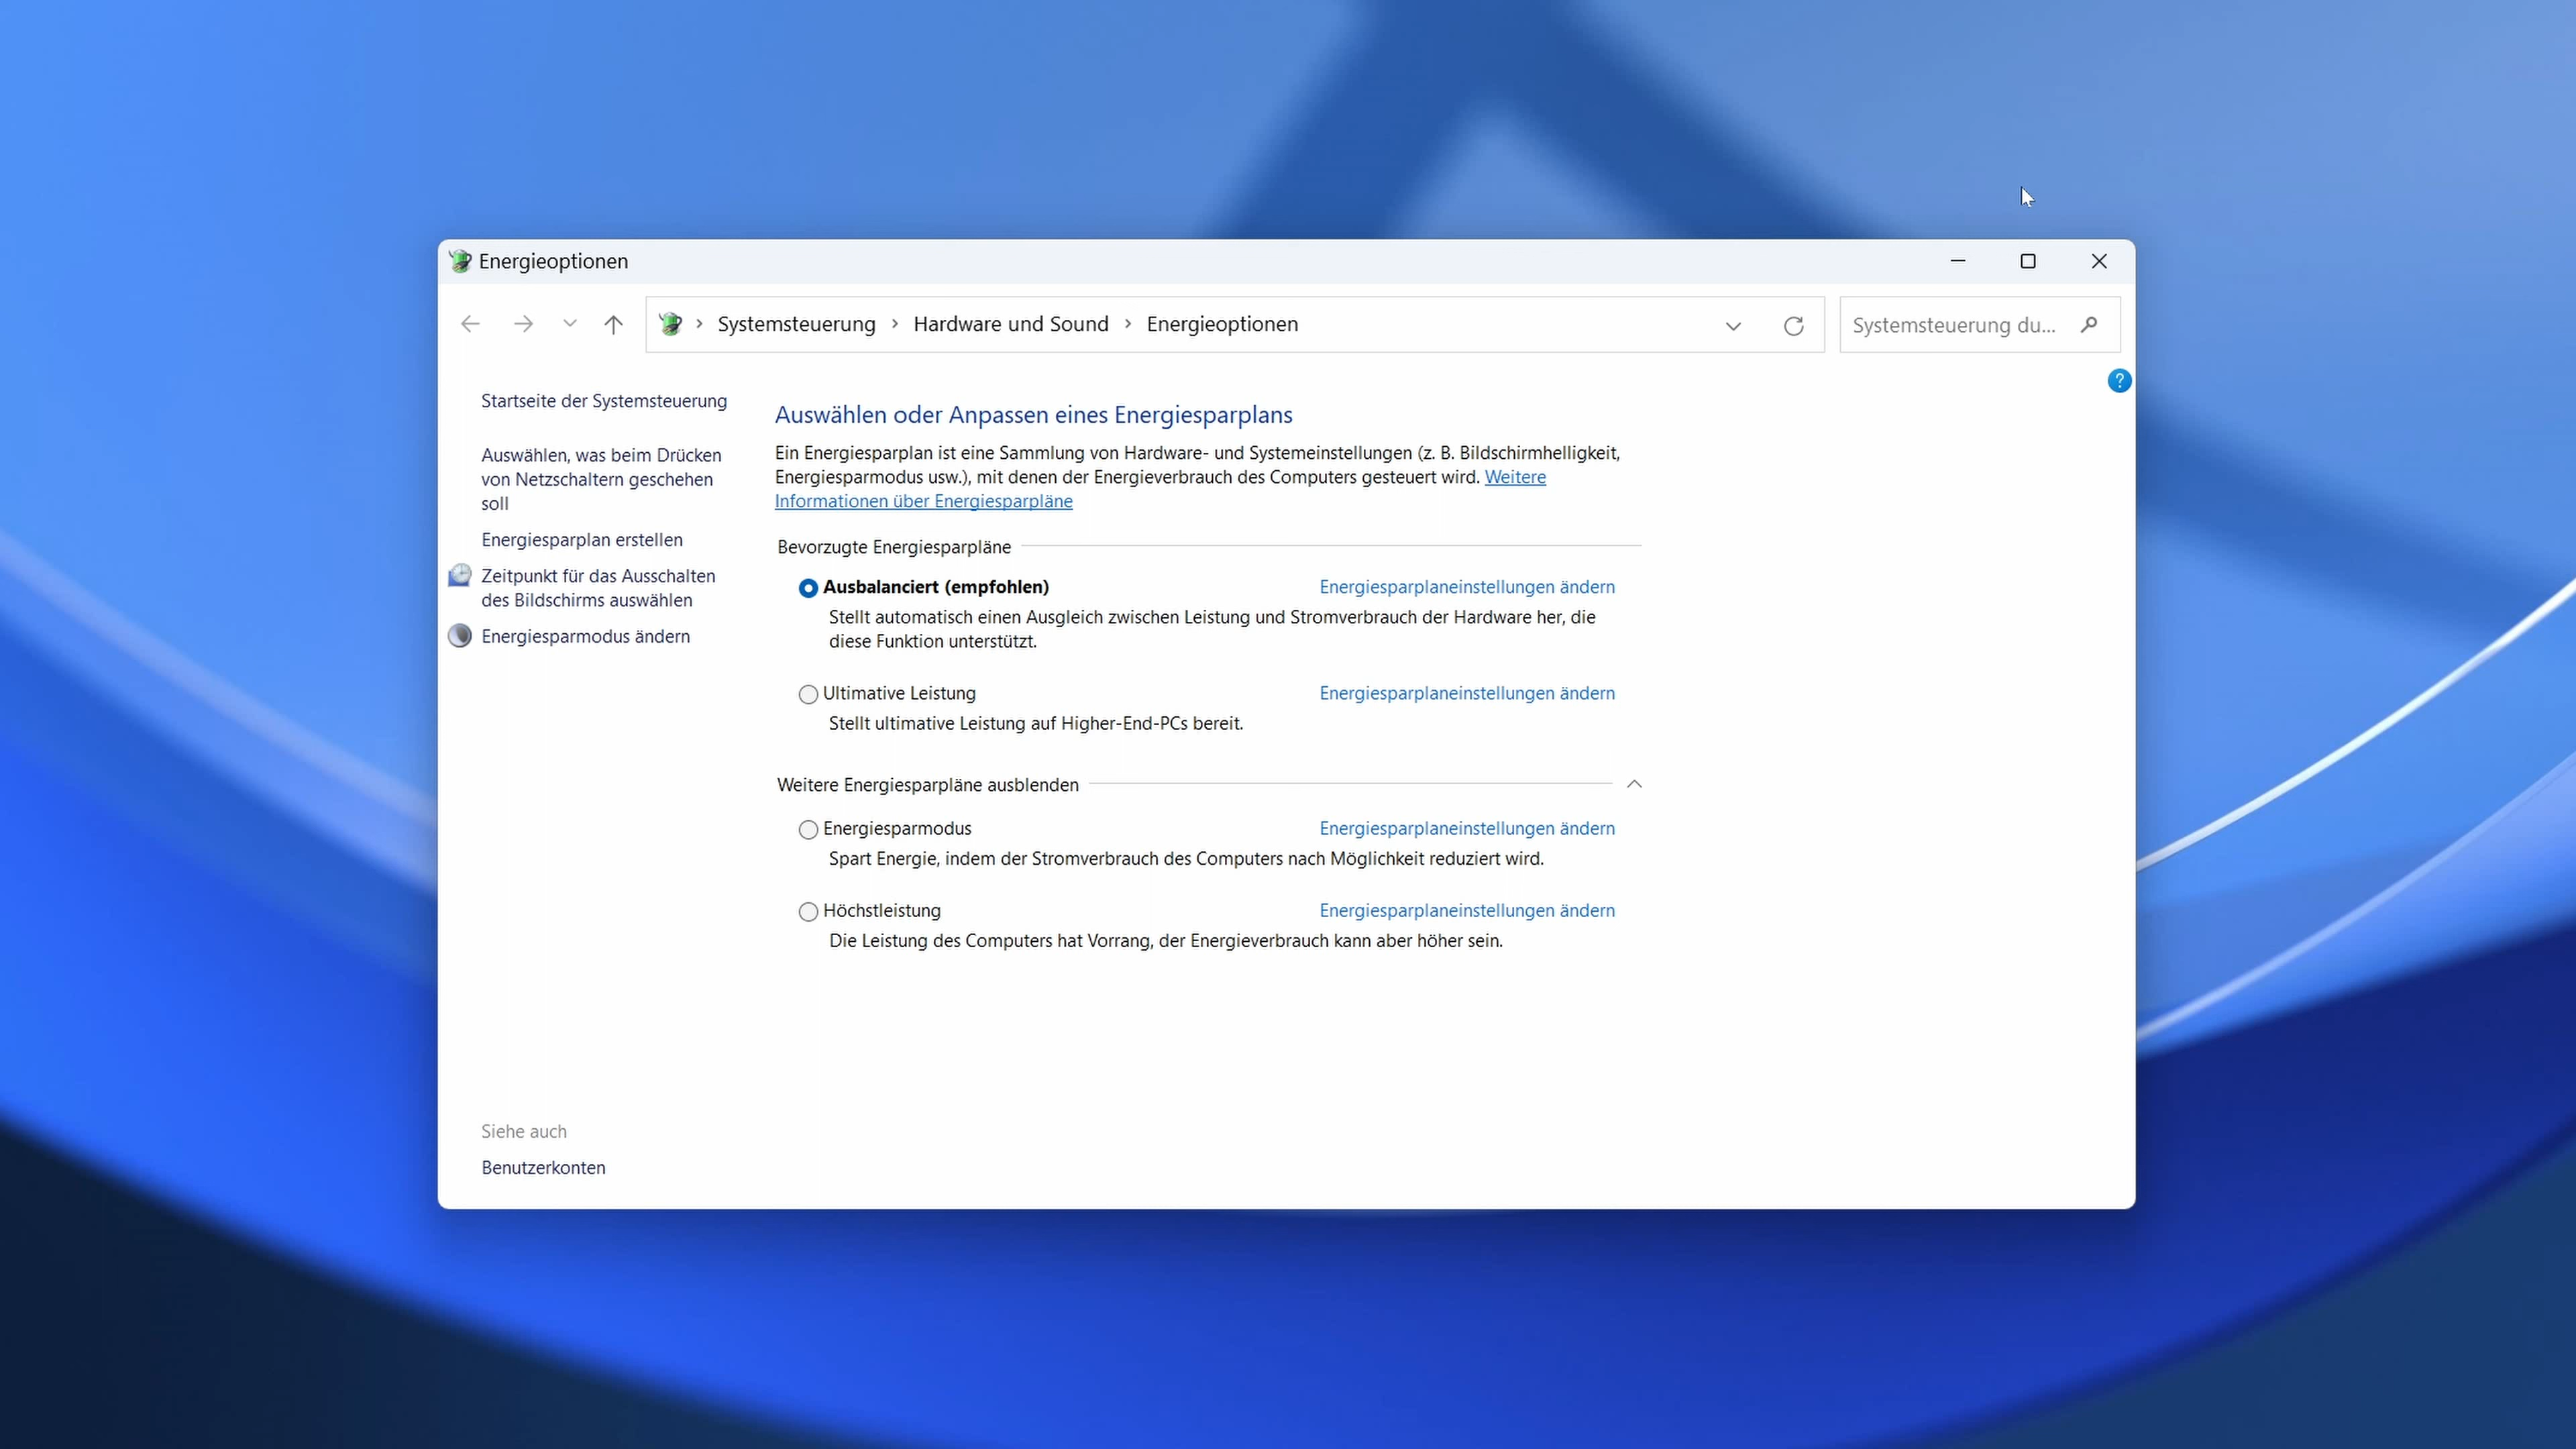 Energieoptionen
Systemsteuerung > Hardware und Sound > Energieoptionen
Systemsteuerung du...
?
Startseite der Systemsteuerung
Auswählen, was beim Drücken
von Netzschaltern geschehen
soll
Energiesparplan erstellen
Zeitpunkt für das Ausschalten
des Bildschirms auswählen
Energiesparmodus ändern
Auswählen oder Anpassen eines Energiesparplans
Ein Energiesparplan ist eine Sammlung von Hardware- und Systemeinstellungen (z. B. Bildschirmhelligkeit,
Energiesparmodus usw.), mit denen der Energieverbrauch des Computers gesteuert wird. Weitere
Informationen über Energiesparpläne
Bevorzugte Energiesparpläne
Ausbalanciert (empfohlen) Energiesparplaneinstellungen ändern
Stellt automatisch einen Ausgleich zwischen Leistung und Stromverbrauch der Hardware her, die
diese Funktion unterstützt.
Ultimative Leistung Energiesparplaneinstellungen ändern
Stellt ultimative Leistung auf Higher-End-PCs bereit.
Weitere Energiesparpläne ausblenden
Energiesparmodus Energiesparplaneinstellungen ändern
Spart Energie, indem der Stromverbrauch des Computers nach Möglichkeit reduziert wird.
Höchstleistung Energiesparplaneinstellungen ändern
Die Leistung des Computers hat Vorrang, der Energieverbrauch kann aber höher sein.
Siehe auch
Benutzerkonten